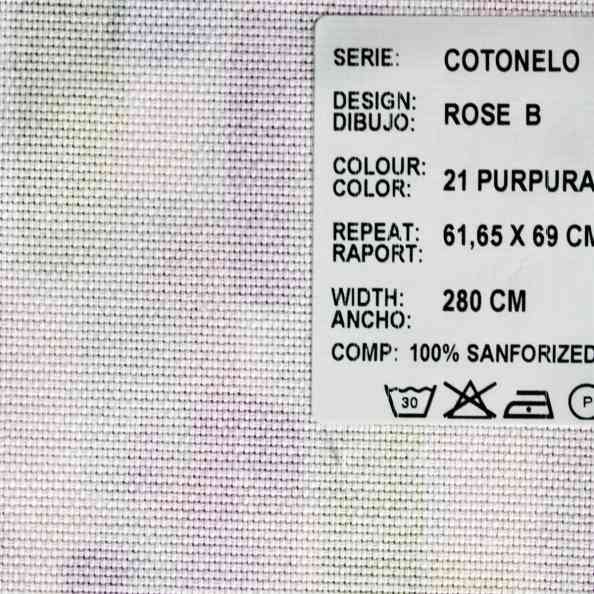 SERIE: COTONELO
DESIGN:
DIBUJO: ROSE B
COLOUR:
COLOR: 21 PURPURA
REPEAT:
RAPORT: 61,65 X 69 CM
WIDTH:
ANCHO: 280 CM
COMP: 100% SANFORIZED
30 P